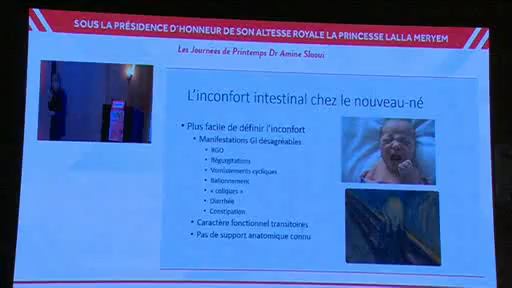 SOUS LA PRÉSIDENCE D'HONNEUR DE SON ALTESSE ROYALE LA PRINCESSE LALLA MERYEM
Les Journées de Printemps Dr Amine Slaoui
L'inconfort intestinal chez le nouveau-né
• Plus facile de définir l'inconfort
• Manifestations GI désagréables
• RGO
• Régurgitations
• Vomissements cycliques
• Ballonnement
• « coliques »
• Diarrhée
• Constipation
• Caractère fonctionnel transitoires
• Pas de support anatomique connu